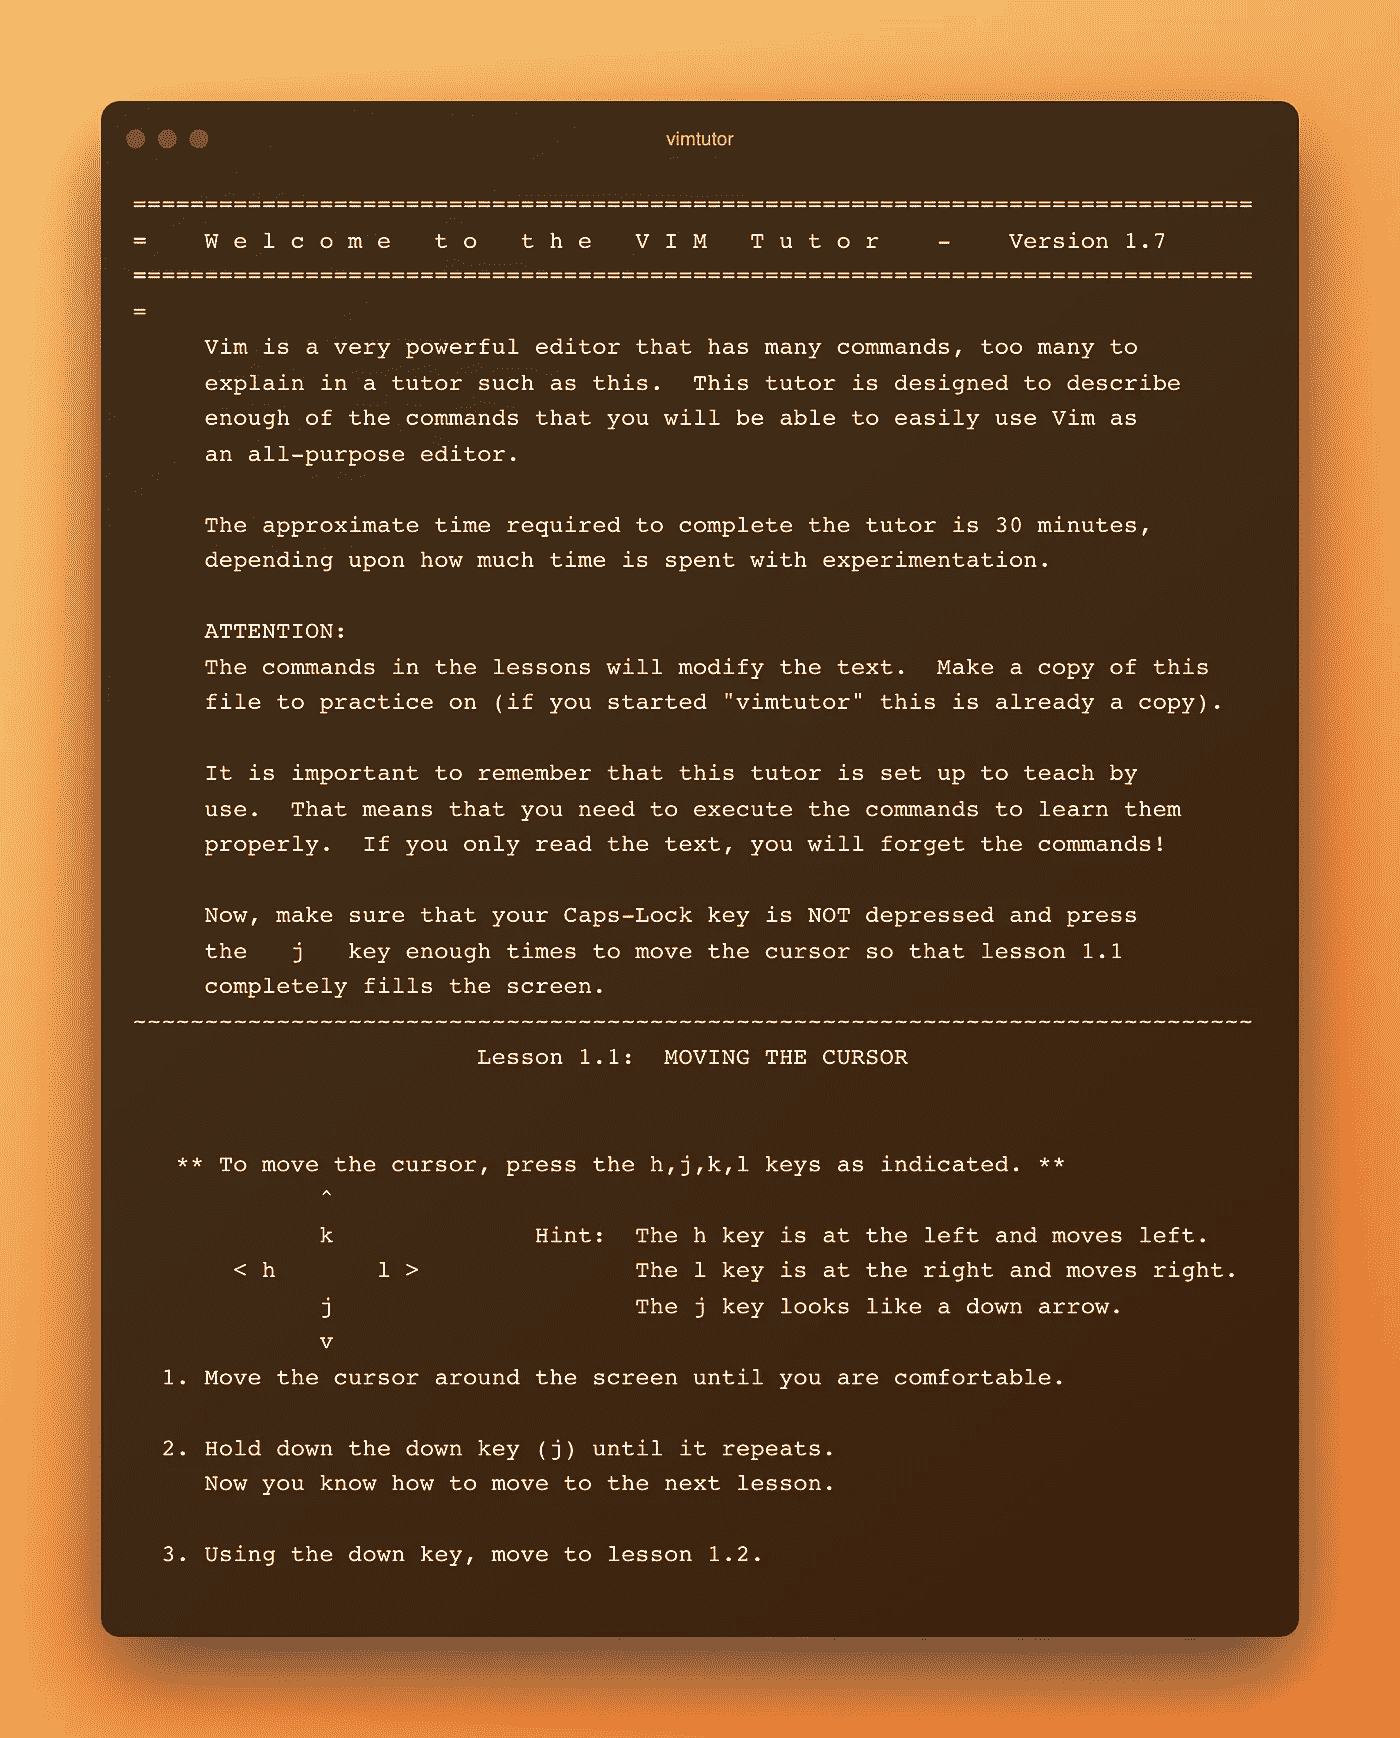 vimtutor
==============================================================================
=    W e l c o m e   t o   t h e   V I M   T u t o r    -    Version 1.7
==============================================================================
=
     Vim is a very powerful editor that has many commands, too many to
     explain in a tutor such as this.  This tutor is designed to describe
     enough of the commands that you will be able to easily use Vim as
     an all-purpose editor.

     The approximate time required to complete the tutor is 30 minutes,
     depending upon how much time is spent with experimentation.

     ATTENTION:
     The commands in the lessons will modify the text.  Make a copy of this
     file to practice on (if you started "vimtutor" this is already a copy).

     It is important to remember that this tutor is set up to teach by
     use.  That means that you need to execute the commands to learn them
     properly.  If you only read the text, you will forget the commands!

     Now, make sure that your Caps-Lock key is NOT depressed and press
     the   j   key enough times to move the cursor so that lesson 1.1
     completely fills the screen.
~~~~~~~~~~~~~~~~~~~~~~~~~~~~~~~~~~~~~~~~~~~~~~~~~~~~~~~~~~~~~~~~~~~~~~~~~~~~~~
                        Lesson 1.1:  MOVING THE CURSOR


   ** To move the cursor, press the h,j,k,l keys as indicated. **
             ^
             k              Hint:  The h key is at the left and moves left.
       < h       l >               The l key is at the right and moves right.
             j                     The j key looks like a down arrow.
             v
  1. Move the cursor around the screen until you are comfortable.

  2. Hold down the down key (j) until it repeats.
     Now you know how to move to the next lesson.

  3. Using the down key, move to lesson 1.2.